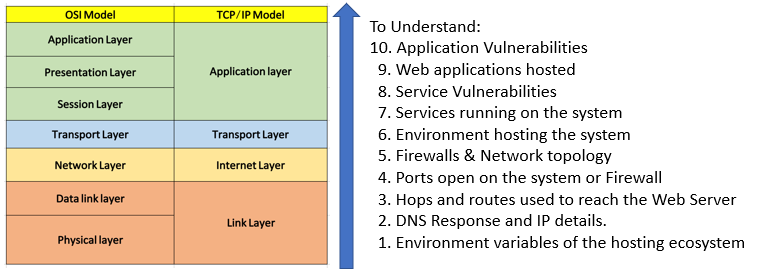 OSI Model TCP/IP Model
Application Layer
Presentation Layer
Session Layer
Application layer
Transport Layer Transport Layer
Network Layer Internet Layer
Data link layer
Physical layer
Link Layer
To Understand:
10. Application Vulnerabilities
9. Web applications hosted
8. Service Vulnerabilities
7. Services running on the system
6. Environment hosting the system
5. Firewalls & Network topology
4. Ports open on the system or Firewall
3. Hops and routes used to reach the Web Server
2. DNS Response and IP details.
1. Environment variables of the hosting ecosystem